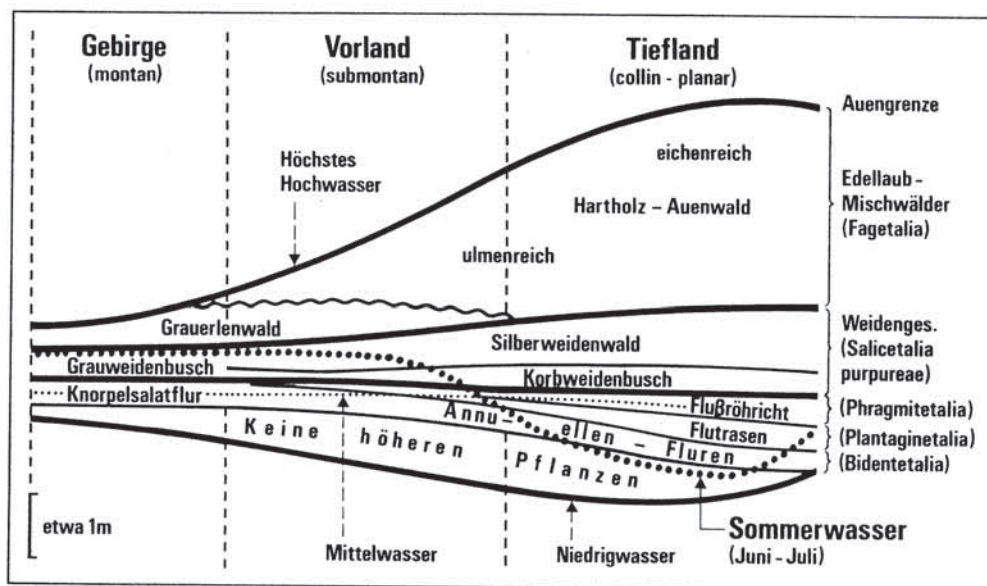 Gebirge
(montan)
Vorland
(submontan)
Tiefland
(collin - planar)
Auengrenze
Höchstes
Hochwasser
eichenreich
Hartholz - Auenwald
ulmenreich
Edellaub-
Mischwälder
(Fagetalia)
Grauerlenwald
Silberweidenwald
Weidenges.
(Salicetalia
purpureae)
Grauweidenbusch
Korbweidenbusch
Knorpelsalatflur
Flußröhricht
(Phragmitetalia)
Annu- ellen - Fluren
Flutrasen
(Plantaginetalia)
Keine höheren Pflanzen
(Bidentetalia)
etwa 1m
Mittelwasser
Niedrigwasser
Sommerwasser
(Juni - Juli)